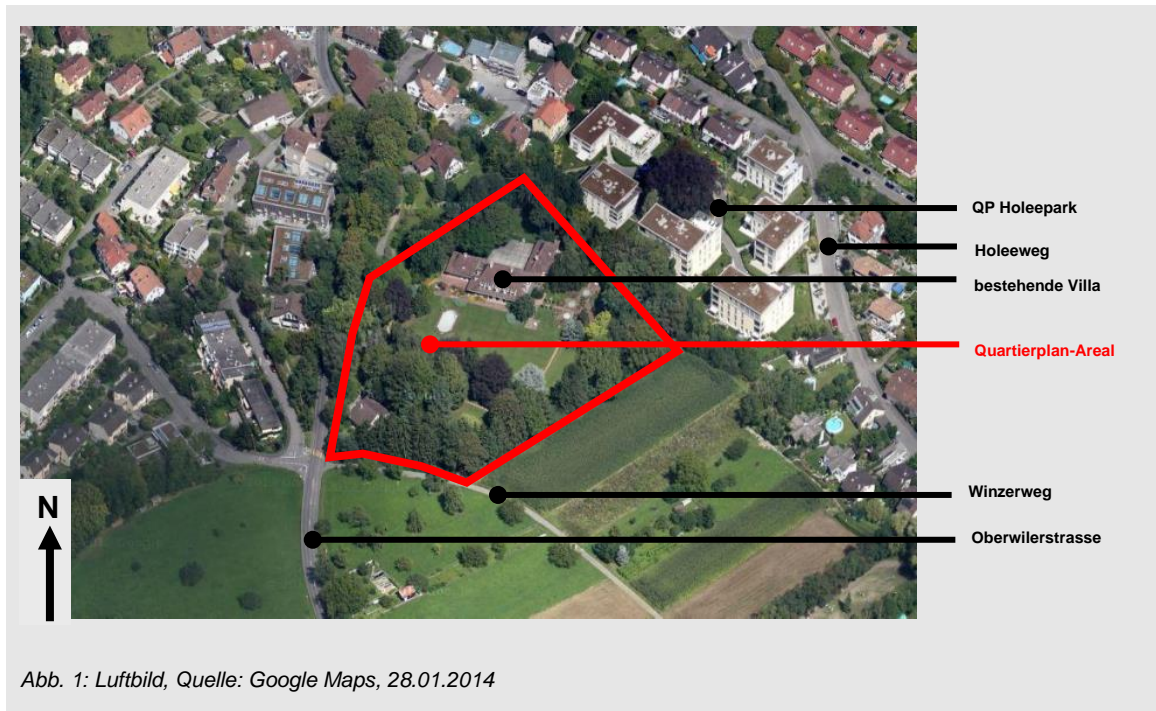 QP Holeepark
Holeeweg
bestehende Villa
Quartierplan-Areal
Winzerweg
N
Oberwilerstrasse
Abb. 1: Luftbild, Quelle: Google Maps, 28.01.2014